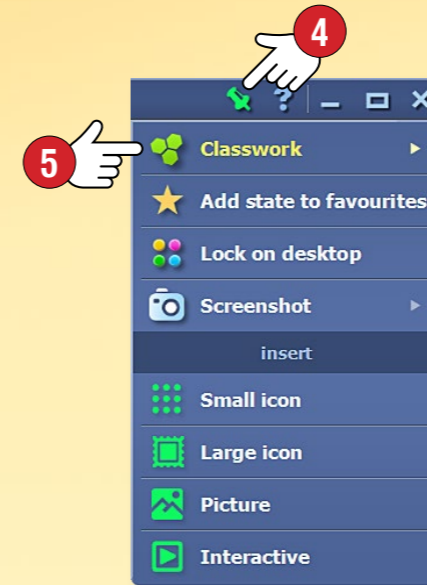 4
?
5
Classwork
Add state to favourites
Lock on desktop
Screenshot
insert
Small icon
Large icon
Picture
Interactive